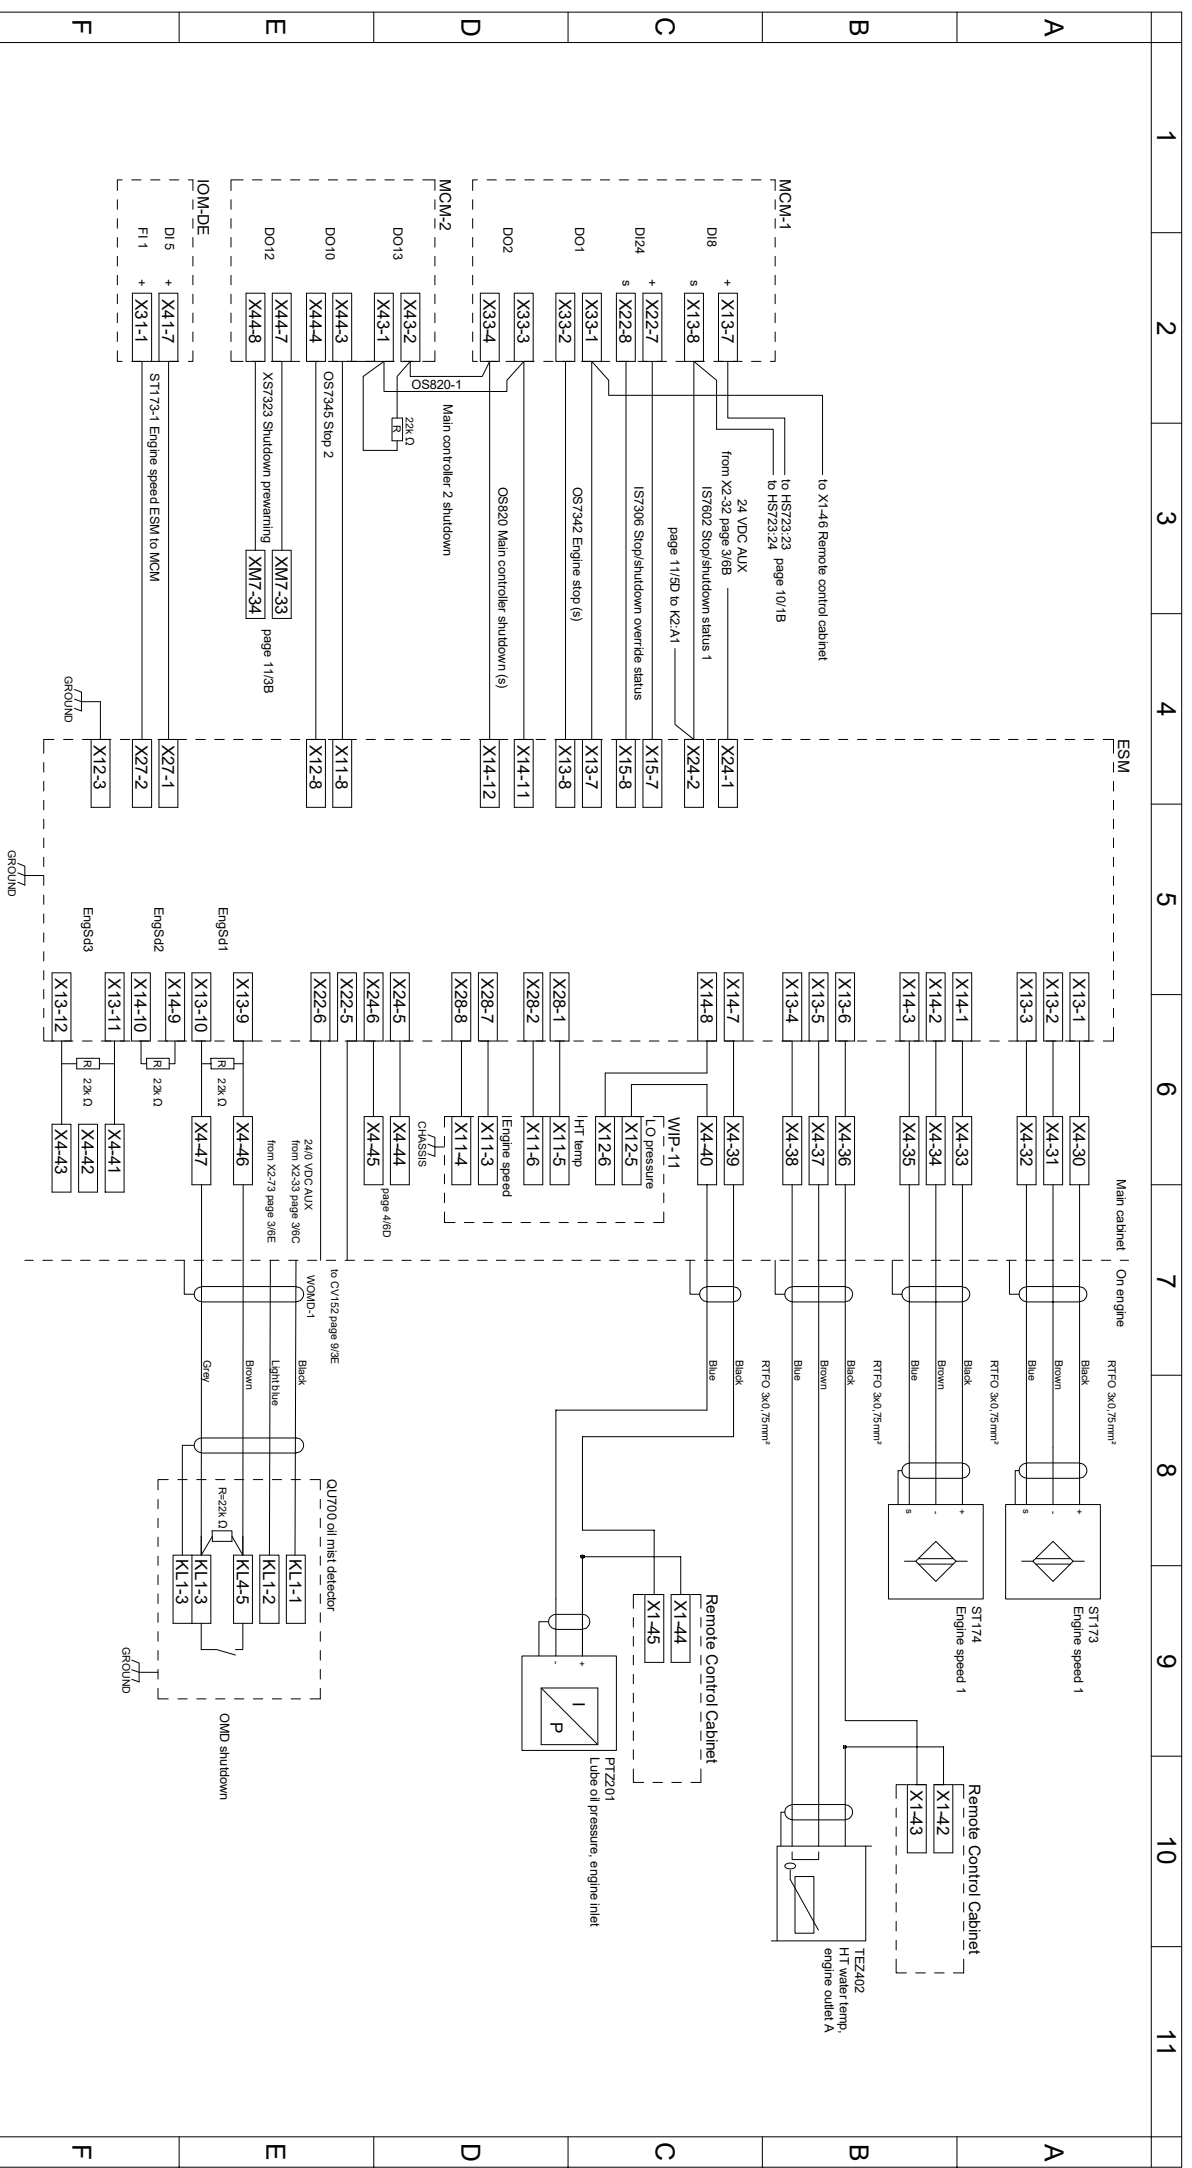 1
2
3
4
5
6
7
8
9
10
11
A
B
C
D
E
F
A
B
C
D
E
F
MCM-1
DI8
+
s
X13-7
X13-8
DI24
+
s
X22-7
X22-8
DO1
X33-1
X33-2
DO2
X33-3
X33-4
MCM-2
DO13
X43-2
X43-1
DO10
X44-3
X44-4
DO12
X44-7
X44-8
IOM-DE
DI 5
+
X41-7
FI 1
+
X31-1
to X1-46 Remote control cabinet
to HS723:23
to HS723:24
page 10/1B
24 VDC AUX
from X2-32 page 3/6B
IS7602 Stop/shutdown status 1
page 11/5D to K2:A1
IS7306 Stop/shutdown override status
OS7342 Engine stop (s)
OS820 Main controller shutdown (s)
OS820-1
Main controller 2 shutdown
22k Ω
R
OS7345 Stop 2
XS7323 Shutdown prewarning
XM7-33
XM7-34
page 11/3B
ST173-1 Engine speed ESM to MCM
GROUND
ESM
X24-1
X24-2
X15-7
X15-8
X13-7
X13-8
X14-11
X14-12
X11-8
X12-8
X27-1
X27-2
X12-3
GROUND
EngSd1
EngSd2
EngSd3
X13-1
X13-2
X13-3
X14-1
X14-2
X14-3
X13-6
X13-5
X13-4
X14-7
X14-8
X28-1
X28-2
X28-7
X28-8
X24-5
X24-6
X22-5
X22-6
X13-9
X13-10
X14-9
X14-10
X13-11
X13-12
R
22k Ω
R
22k Ω
R
22k Ω
Main cabinet
On engine
X4-30
X4-31
X4-32
X4-33
X4-34
X4-35
X4-36
X4-37
X4-38
X4-39
X4-40
WIP-11
LO pressure
X12-5
X12-6
HT temp
X11-5
X11-6
Engine speed
X11-3
X11-4
CHASSIS
X4-44
X4-45
page 4/6D
to CV152 page 9/3E
24/0 VDC AUX
from X2-33 page 3/6C
from X2-73 page 3/6E
X4-46
X4-47
X4-41
X4-42
X4-43
WOMD-1
RTFO 3x0,75mm²
Black
Brown
Blue
RTFO 3x0,75mm²
Black
Brown
Blue
RTFO 3x0,75mm²
Black
Brown
Blue
RTFO 3x0,75mm²
Black
Blue
Black
Light blue
Brown
Grey
+
-
s
ST173
Engine speed 1
+
-
s
ST174
Engine speed 1
Remote Control Cabinet
X1-42
X1-43
TEZ402
HT water temp,
engine outlet A
Remote Control Cabinet
X1-44
X1-45
+
-
I
P
PTZ201
Lube oil pressure, engine inlet
QU700 oil mist detector
R=22k Ω
KL1-1
KL1-2
KL4-5
KL1-3
KL1-3
GROUND
OMD shutdown